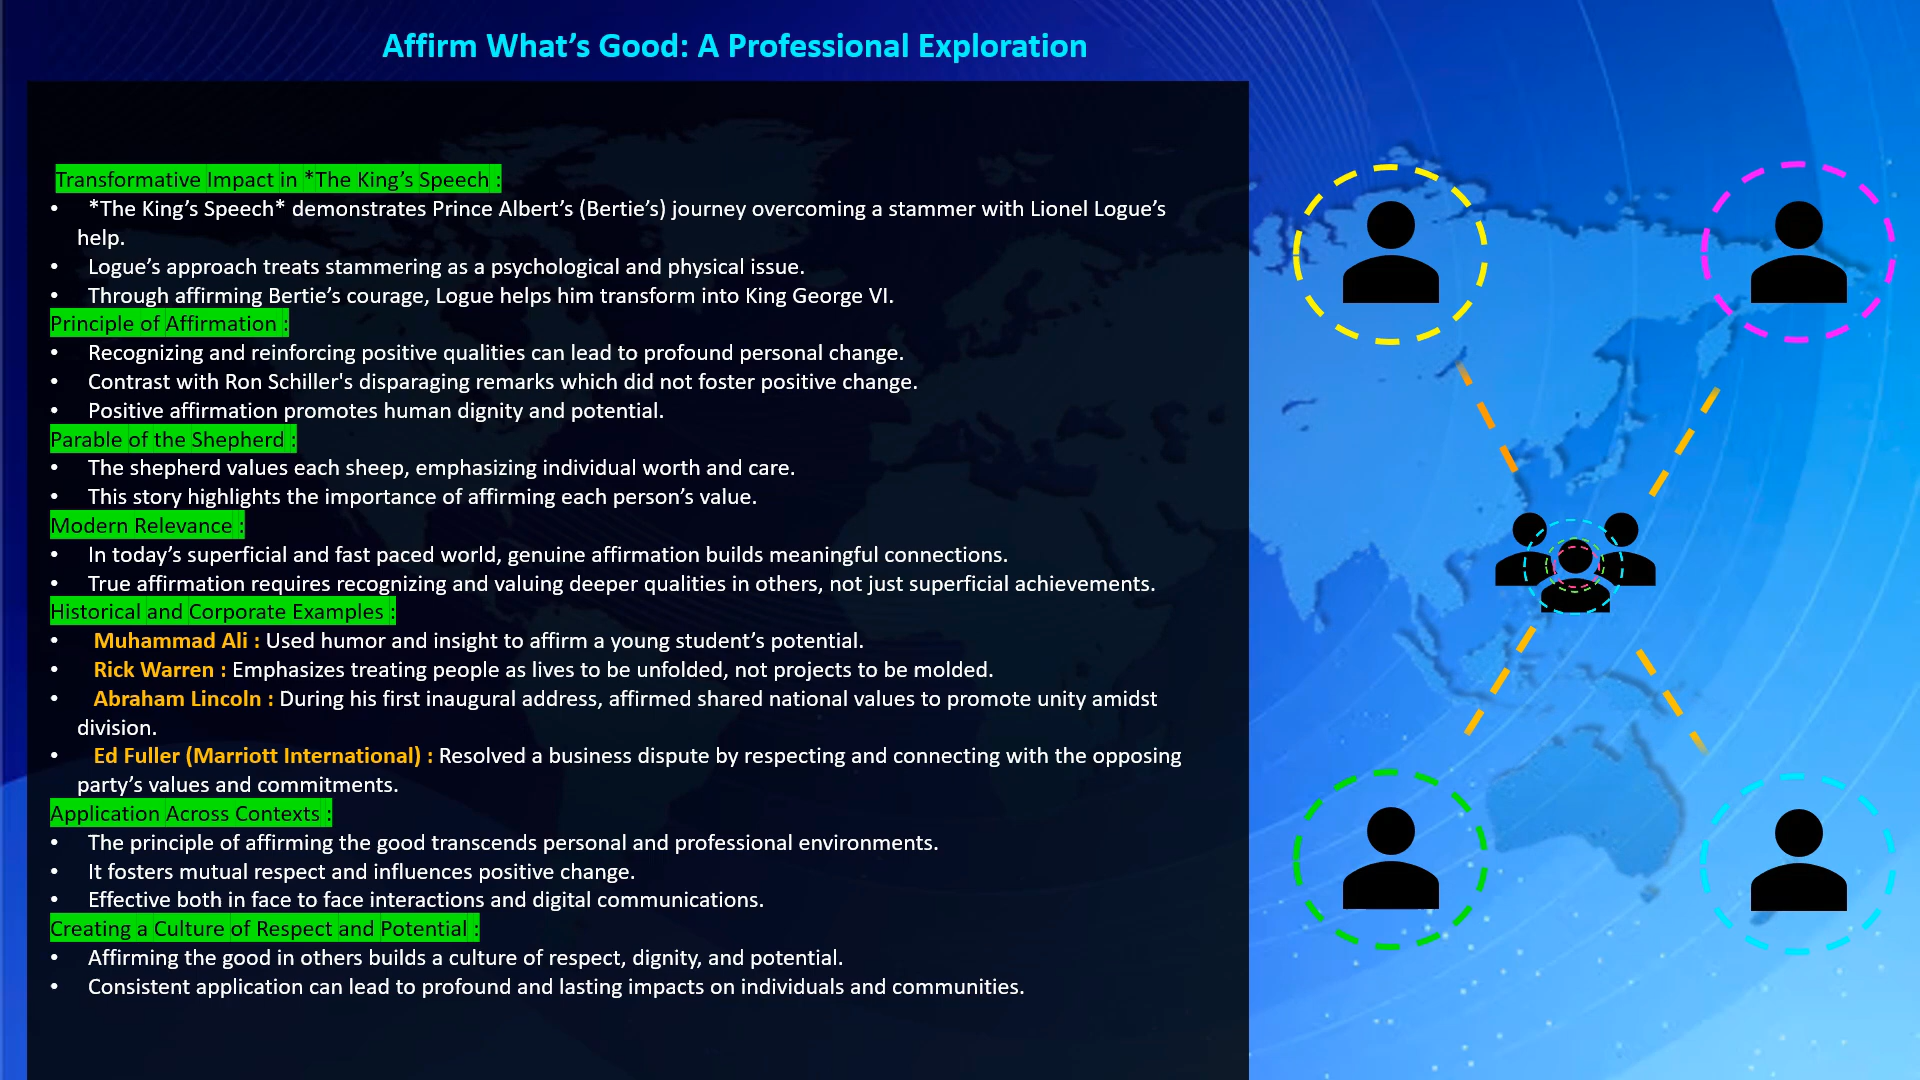 Affirm What’s Good: A Professional Exploration
Transformative Impact in *The King’s Speech :
• *The King’s Speech* demonstrates Prince Albert’s (Bertie’s) journey overcoming a stammer with Lionel Logue’s
help.
• Logue’s approach treats stammering as a psychological and physical issue.
• Through affirming Bertie’s courage, Logue helps him transform into King George VI.
Principle of Affirmation :
• Recognizing and reinforcing positive qualities can lead to profound personal change.
• Contrast with Ron Schiller's disparaging remarks which did not foster positive change.
• Positive affirmation promotes human dignity and potential.
Parable of the Shepherd :
• The shepherd values each sheep, emphasizing individual worth and care.
• This story highlights the importance of affirming each person’s value.
Modern Relevance :
• In today’s superficial and fast paced world, genuine affirmation builds meaningful connections.
• True affirmation requires recognizing and valuing deeper qualities in others, not just superficial achievements.
Historical and Corporate Examples :
• Muhammad Ali : Used humor and insight to affirm a young student’s potential.
• Rick Warren : Emphasizes treating people as lives to be unfolded, not projects to be molded.
• Abraham Lincoln : During his first inaugural address, affirmed shared national values to promote unity amidst
division.
• Ed Fuller (Marriott International) : Resolved a business dispute by respecting and connecting with the opposing
party’s values and commitments.
Application Across Contexts :
• The principle of affirming the good transcends personal and professional environments.
• It fosters mutual respect and influences positive change.
• Effective both in face to face interactions and digital communications.
Creating a Culture of Respect and Potential :
• Affirming the good in others builds a culture of respect, dignity, and potential.
• Consistent application can lead to profound and lasting impacts on individuals and communities.